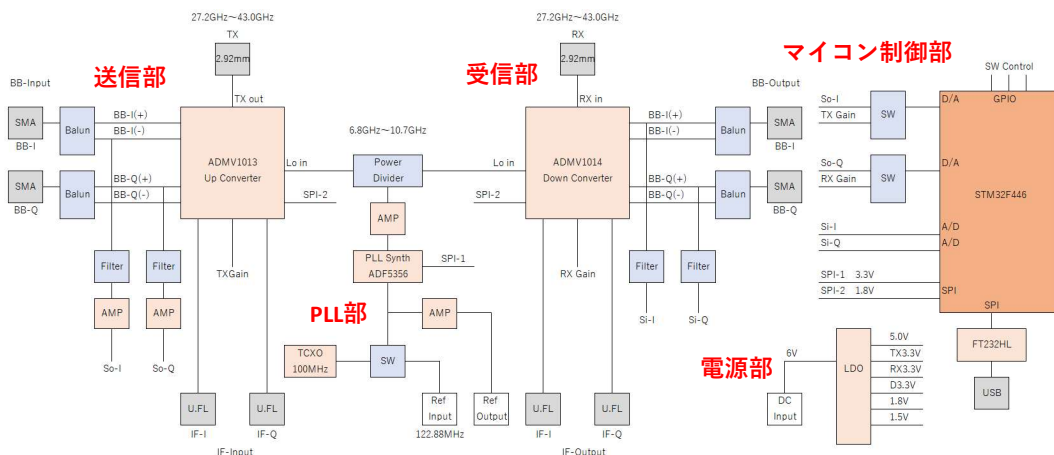 27.2GHz～43.0GHz
TX
2.92mm
送信部
BB-Input
TX out
SMA
BB-I
Balun
BB-I(+)
BB-I(-)
ADMV1013
Up Converter
SMA
BB-Q
Balun
BB-Q(+)
BB-Q(-)
Lo in
SPI-2
Filter
Filter
AMP
AMP
So-I
So-Q
TXGain
U.FL
IF-I
U.FL
IF-Q
IF-Input
6.8GHz～10.7GHz
Power
Divider
AMP
PLL Synth
ADF5356
SPI-1
PLL部
AMP
TCXO
100MHz
SW
Ref
Input
122.88MHz
Ref
Output
27.2GHz～43.0GHz
RX
2.92mm
受信部
RX in
Lo in
SPI-2
ADMV1014
Down Converter
BB-I(+)
BB-I(-)
Balun
BB-Output
SMA
BB-I
BB-Q(+)
BB-Q(-)
Balun
SMA
BB-Q
RX Gain
Filter
Filter
Si-I
Si-Q
U.FL
IF-I
U.FL
IF-Q
IF-Output
マイコン制御部
SW Control
GPIO
So-I
TX Gain
SW
D/A
So-Q
RX Gain
SW
D/A
STM32F446
Si-I
A/D
Si-Q
A/D
SPI-1 3.3V
SPI-2 1.8V
SPI
SPI
FT232HL
USB
電源部
6V
DC
Input
LDO
5.0V
TX3.3V
RX3.3V
D3.3V
1.8V
1.5V